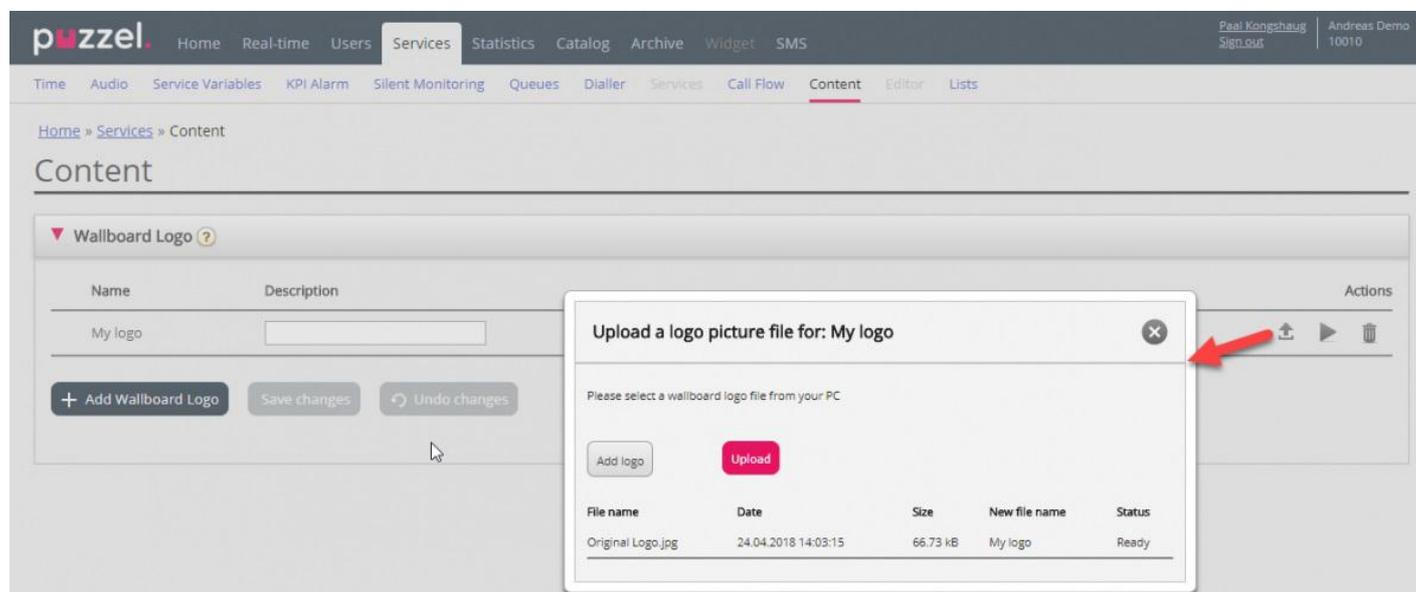 puzzel.
Home Real-time Users Services Statistics Catalog Archive Widget SMS
Paal Kongshaug
Sign out
Andreas Demo
10010
Time Audio Service Variables KPI Alarm Silent Monitoring Queues Dialler Services Call Flow Content Editor Lists
Home » Services » Content
Content
Wallboard Logo ?
Name Description Actions
My logo
+ Add Wallboard Logo Save changes Undo changes
Upload a logo picture file for: My logo
Please select a wallboard logo file from your PC
Add logo Upload
File name Date Size New file name Status
Original Logo.jpg 24.04.2018 14:03:15 66.73 kB My logo Ready